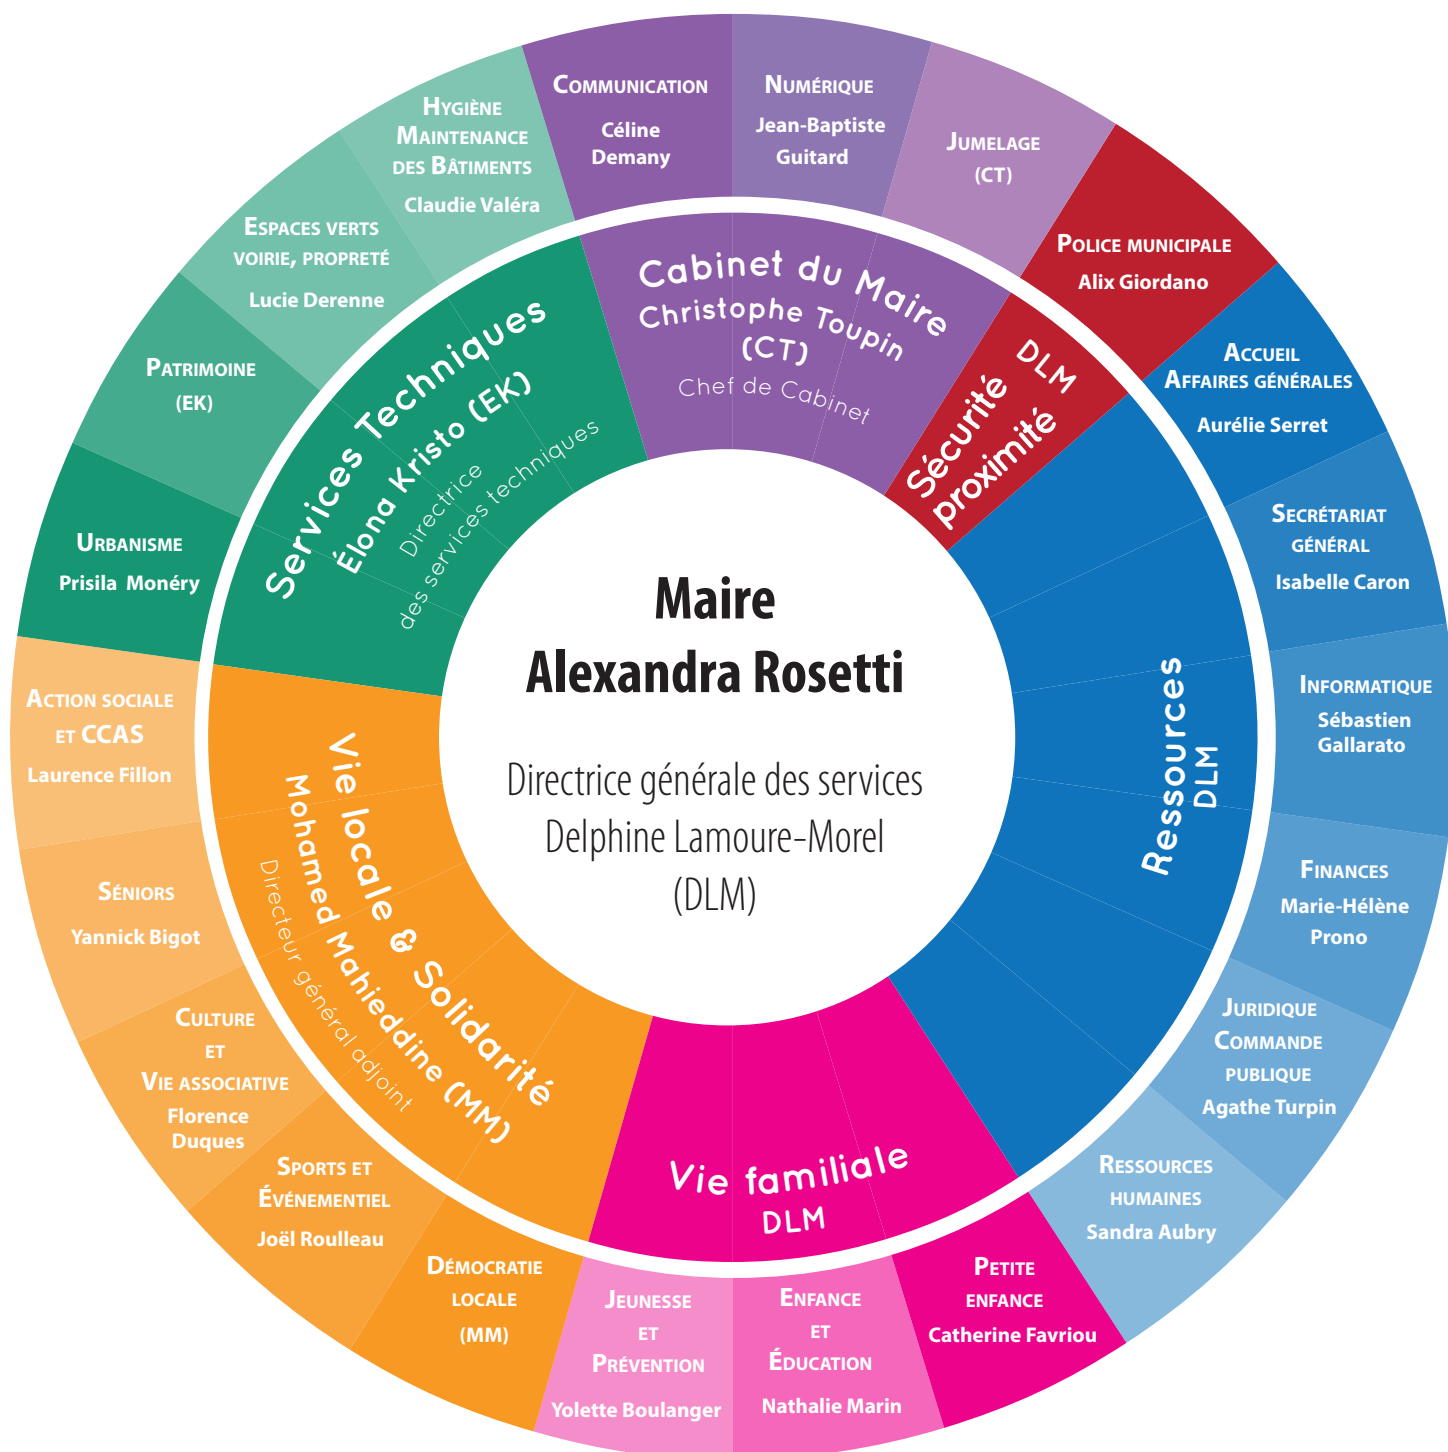 Maire
Alexandra Rosetti
Directrice générale des services
Delphine Lamoure-Morel
(DLM)
Cabinet du Maire
Christophe Toupin
(CT)
Chef de Cabinet
COMMUNICATION
Céline
Demany
NUMÉRIQUE
Jean-Baptiste
Guitard
JUMELAGE
(CT)
Sécurité
proximité
DLM
POLICE MUNICIPALE
Alix Giordano
Ressources
DLM
ACCUEIL
AFFAIRES GÉNÉRALES
Aurélie Serret
SECRÉTARIAT
GÉNÉRAL
Isabelle Caron
INFORMATIQUE
Sébastien
Gallarato
FINANCES
Marie-Hélène
Prono
JURIDIQUE
COMMANDE
PUBLIQUE
Agathe Turpin
RESSOURCES
HUMAINES
Sandra Aubry
Vie familiale
DLM
PETITE
ENFANCE
Catherine Favriou
ENFANCE
ET
ÉDUCATION
Nathalie Marin
JEUNESSE
ET
PRÉVENTION
Yolette Boulanger
Vie locale & Solidarité
Mohamed Mahieddine (MM)
Directeur général adjoint
DÉMOCRATIE
LOCALE
(MM)
SPORTS ET
ÉVÉNEMENTIEL
Joël Roulleau
CULTURE
ET
VIE ASSOCIATIVE
Florence
Duques
SÉNIORS
Yannick Bigot
ACTION SOCIALE
ET CCAS
Laurence Fillon
Services Techniques
Élona Kristo (EK)
Directrice
des services techniques
URBANISME
Prisila Monéry
PATRIMOINE
(EK)
ESPACES VERTS
VOIRIE, PROPRETÉ
Lucie Derenne
HYGIÈNE
MAINTENANCE
DES BÂTIMENTS
Claudie Valéra